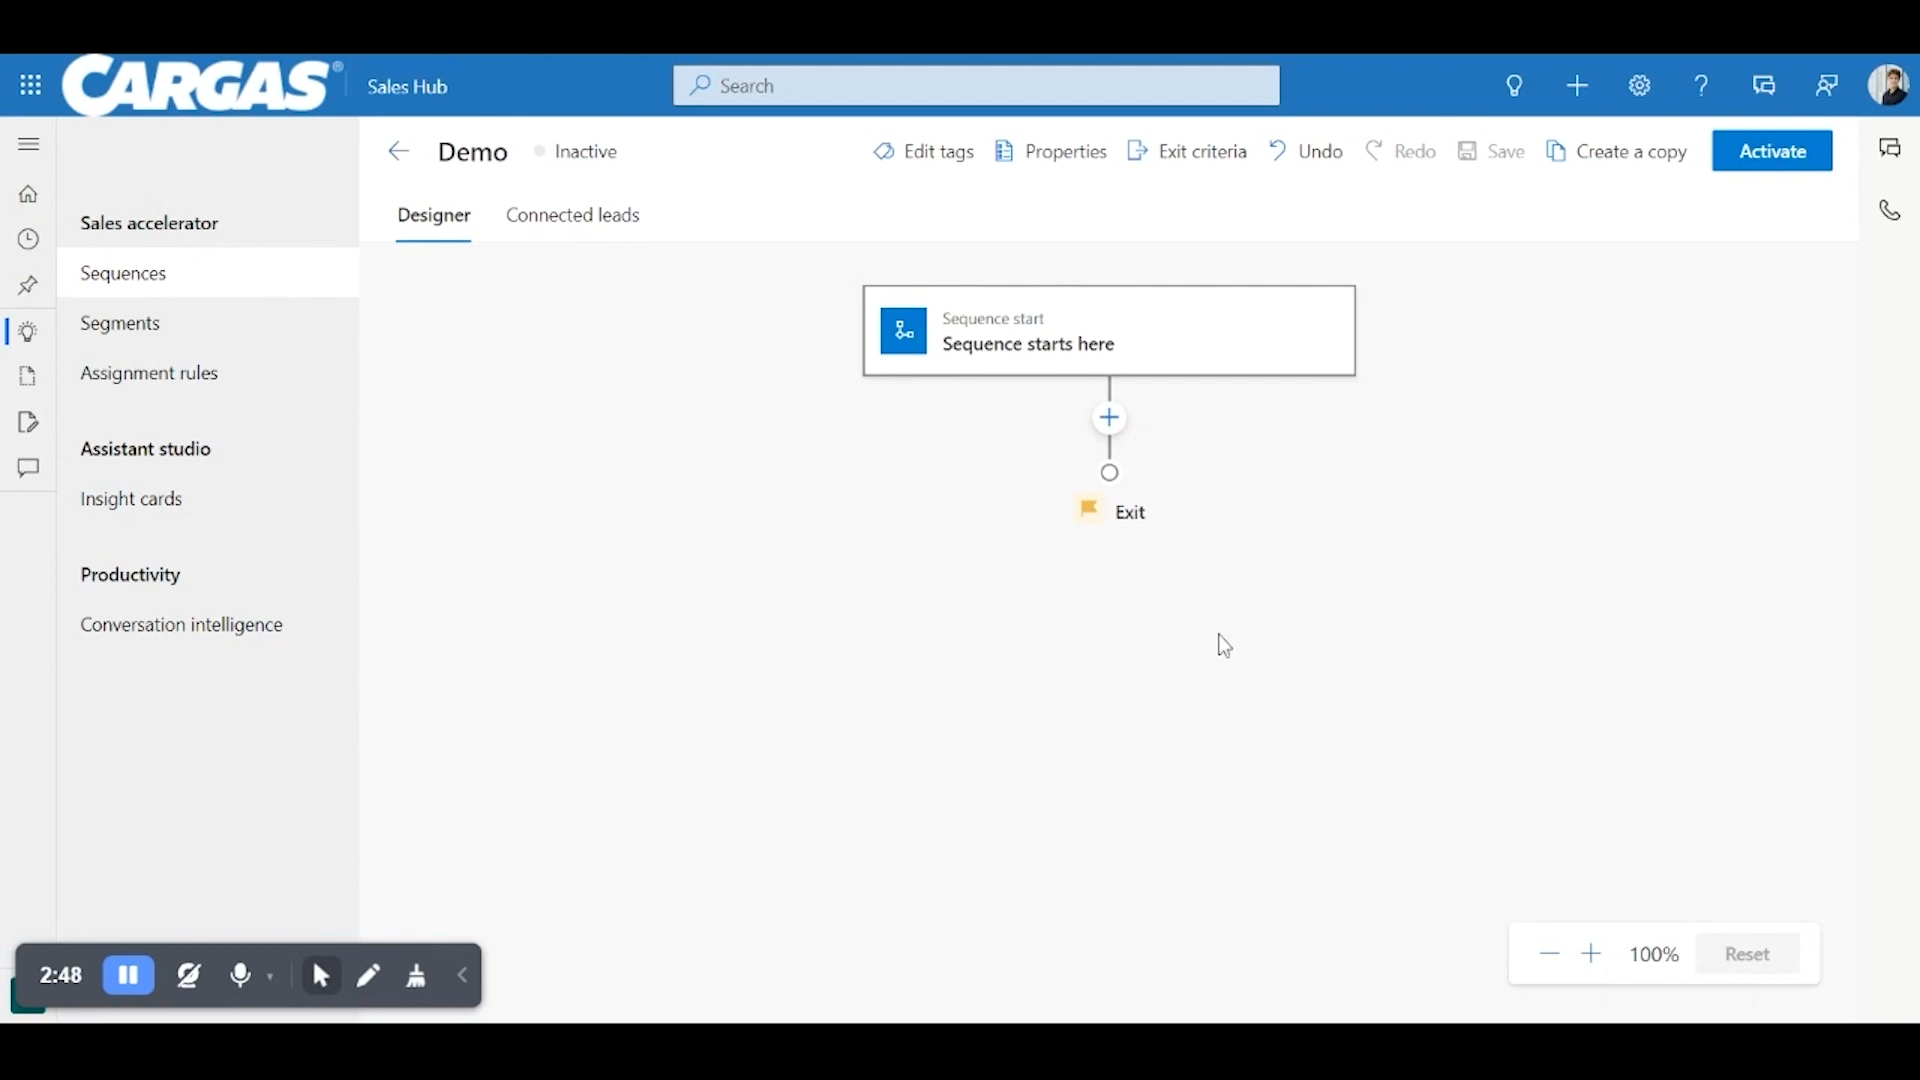 CARGAS®
Sales Hub
Search
Demo
Inactive
Edit tags
Properties
Exit criteria
Undo
Redo
Save
Create a copy
Activate
Designer
Connected leads
Sales accelerator
Sequences
Segments
Assignment rules
Assistant studio
Insight cards
Productivity
Conversation intelligence
Sequence start
Sequence starts here
Exit
2:48
100%
Reset